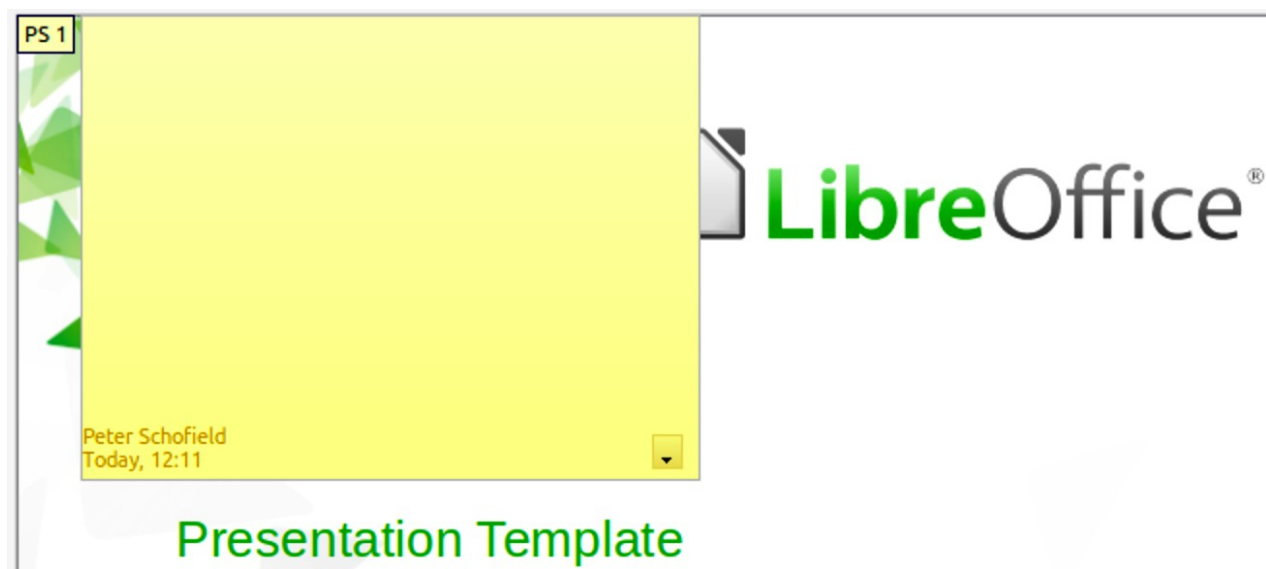 PS 1
LibreOffice®
Peter Schofield
Today, 12:11
Presentation Template